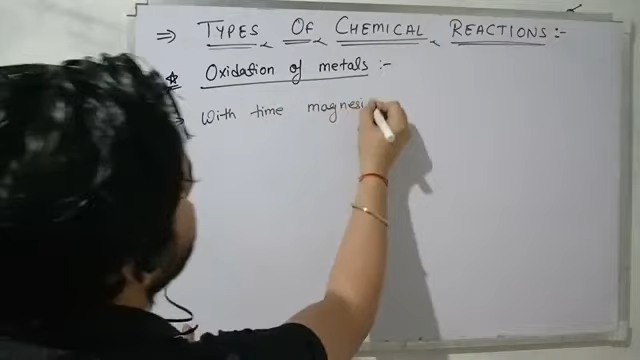 ⇒ TYPES OF CHEMICAL REACTIONS :-
Oxidation of metals :-
With time magnesi